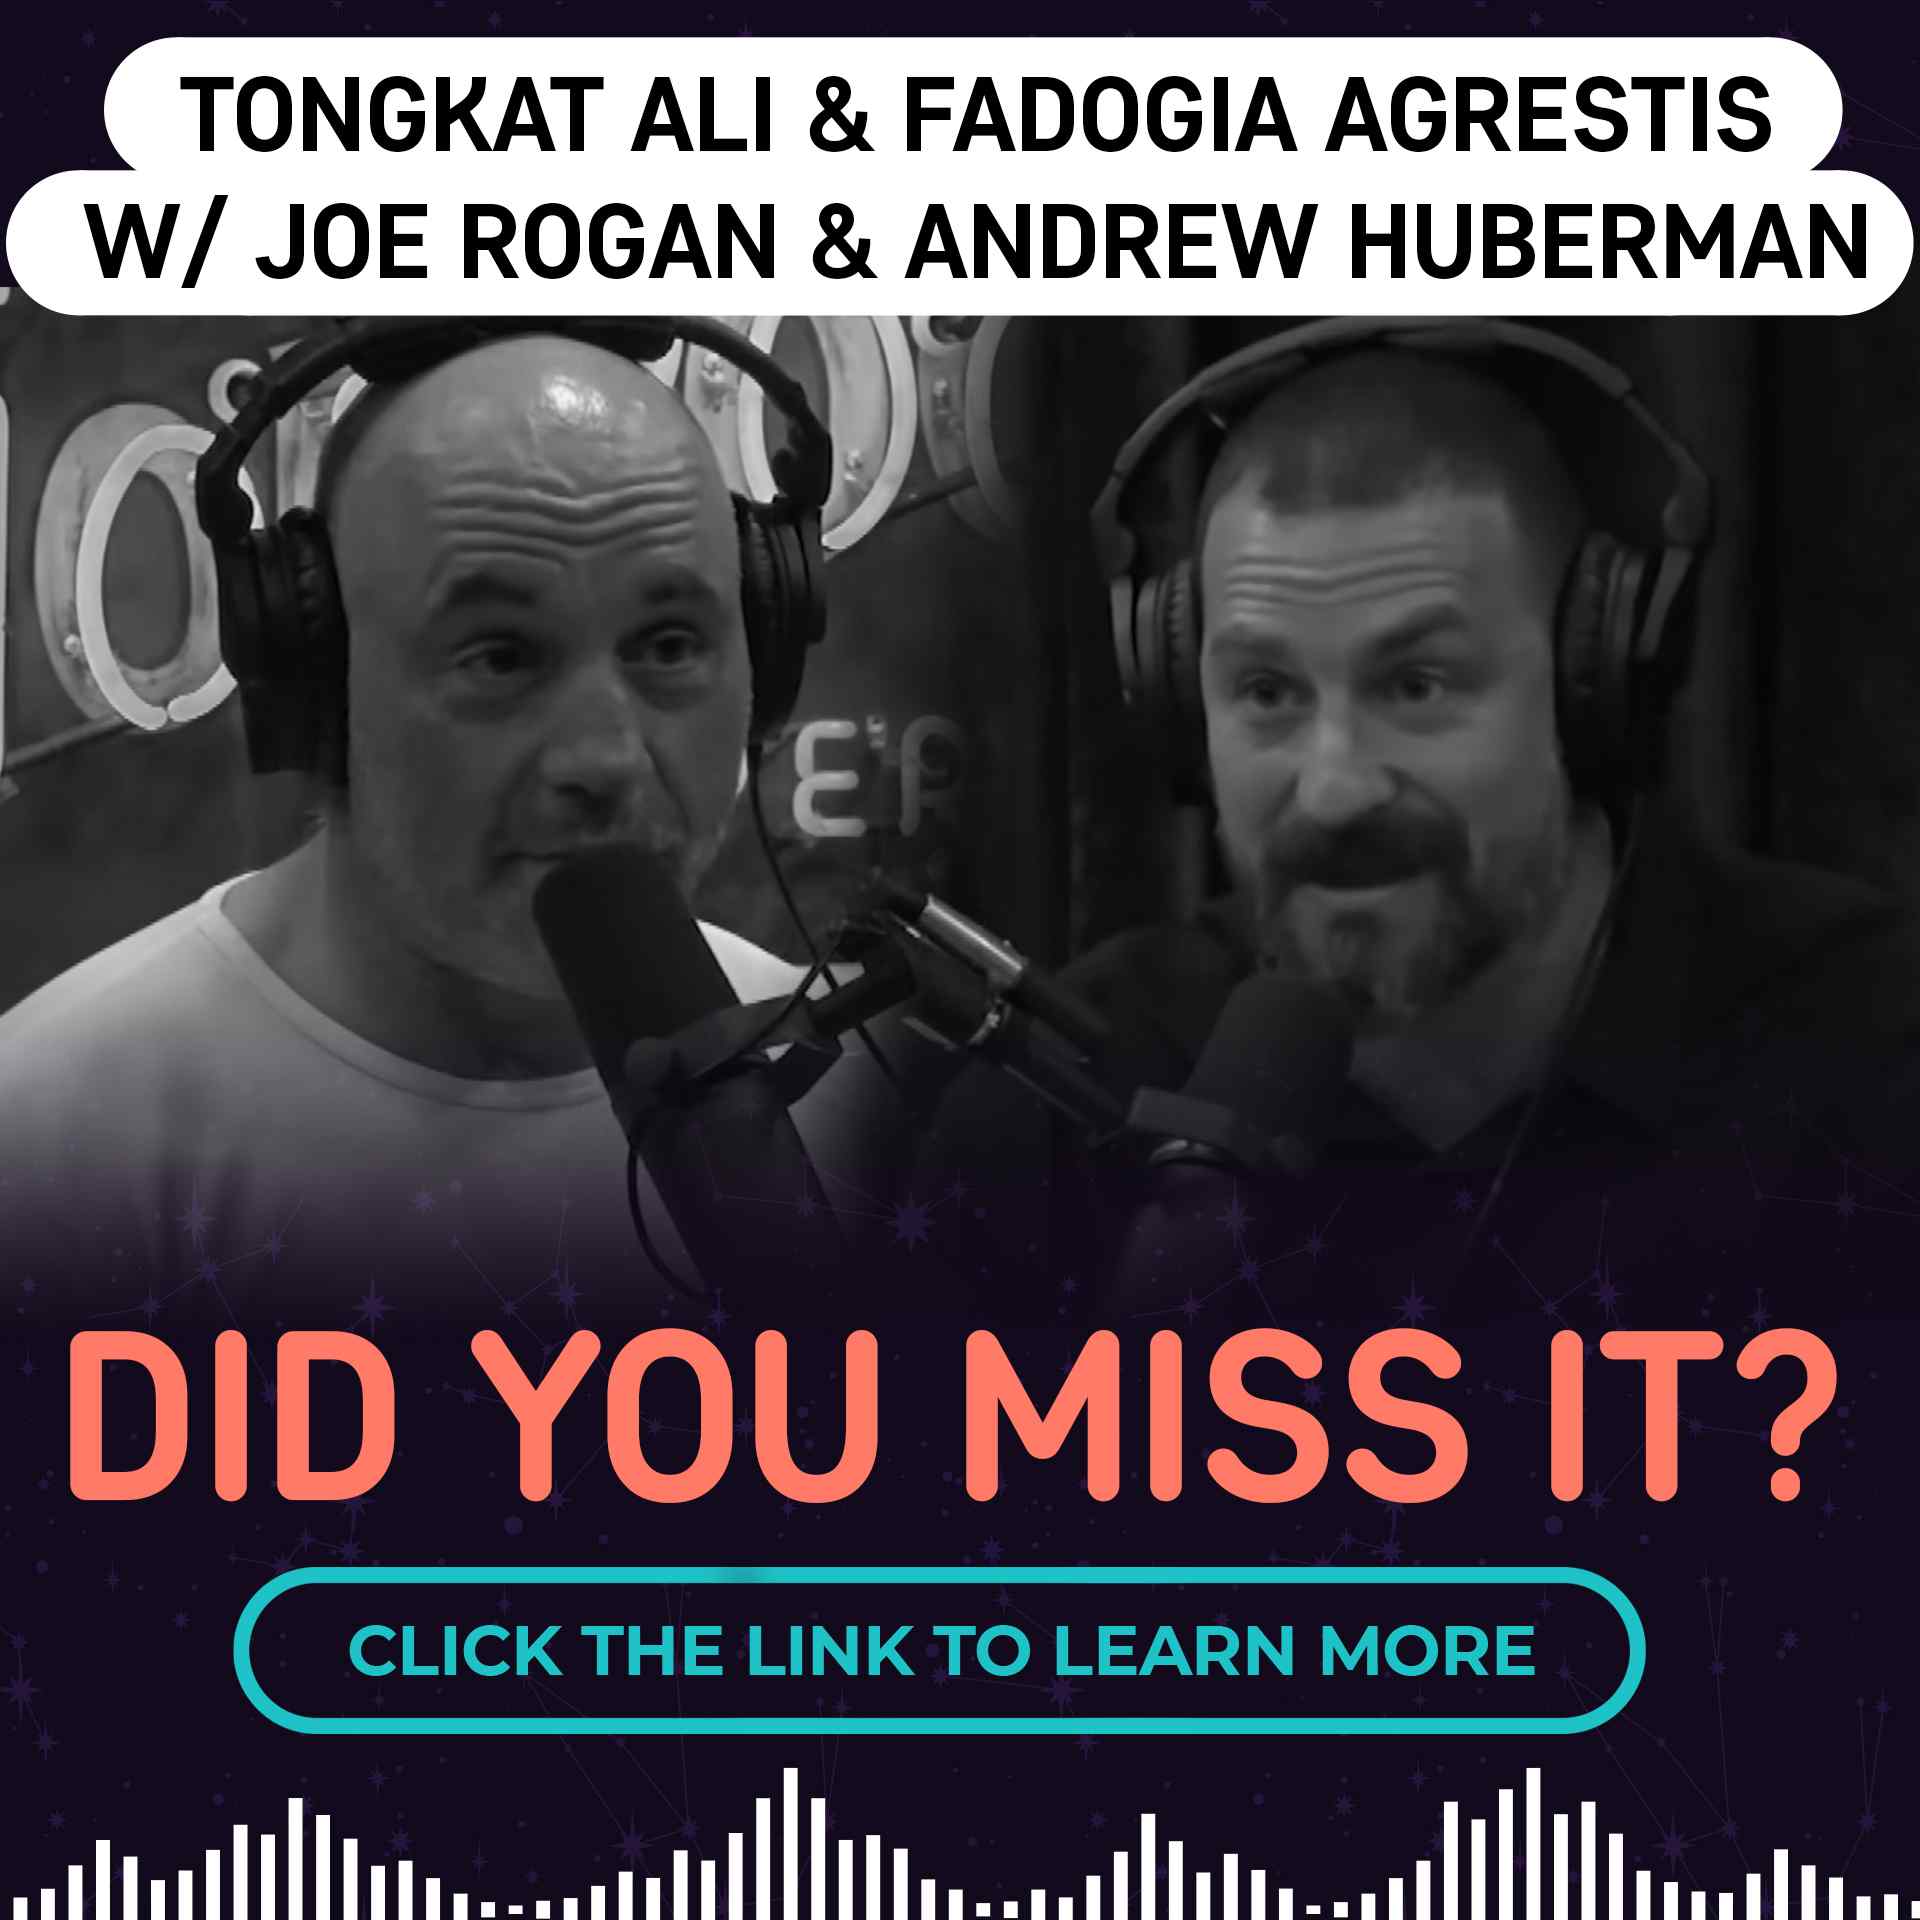 TONGKAT ALI & FADOGIA AGRESTIS
W/ JOE ROGAN & ANDREW HUBERMAN
DID YOU MISS IT?
CLICK THE LINK TO LEARN MORE